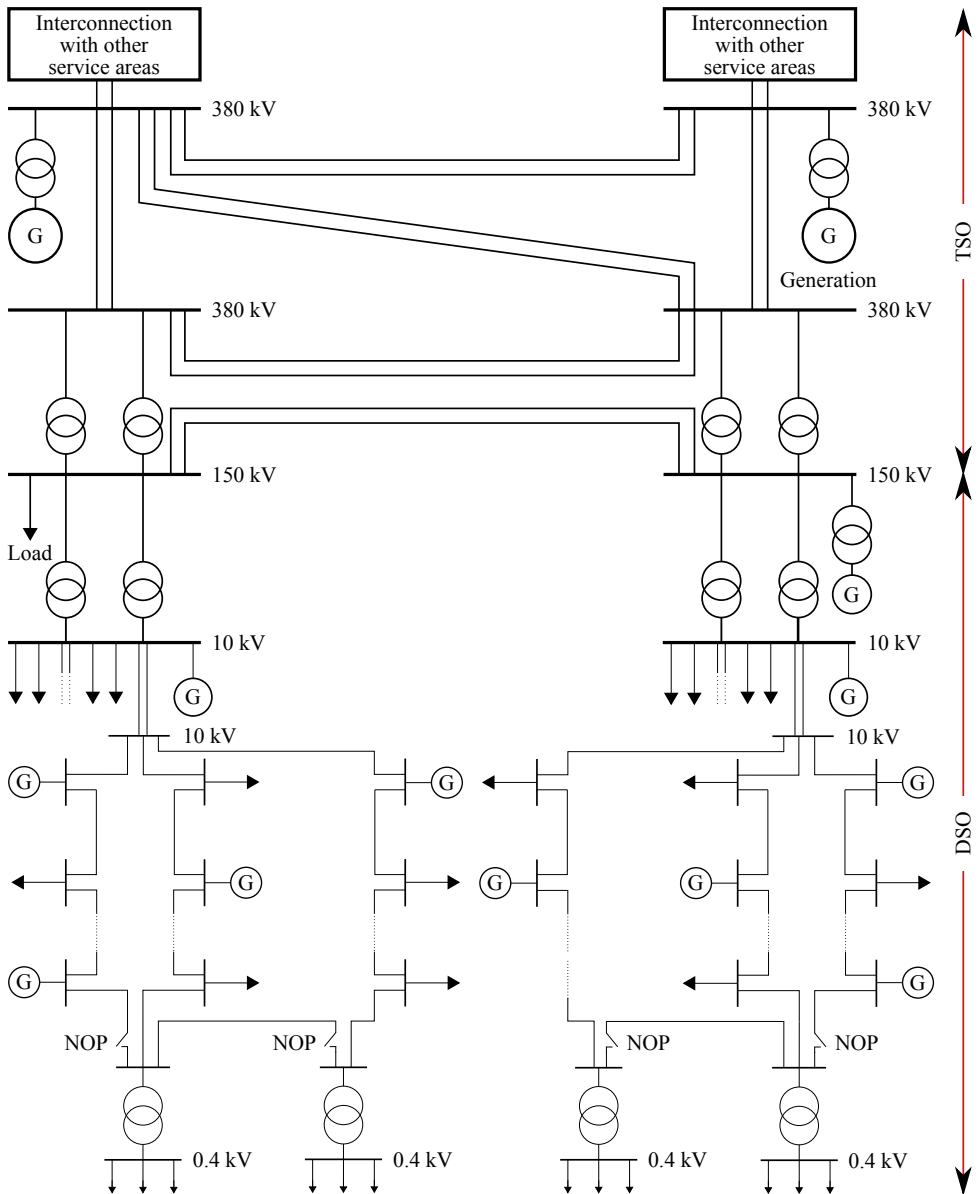 Interconnection
with other
service areas
Interconnection
with other
service areas
380 kV
380 kV
G
G
Generation
TSO
380 kV
380 kV
150 kV
150 kV
Load
G
10 kV
10 kV
G
G
10 kV
10 kV
G
G
G
DSO
G
G
G
G
G
NOP
NOP
NOP
NOP
0.4 kV
0.4 kV
0.4 kV
0.4 kV